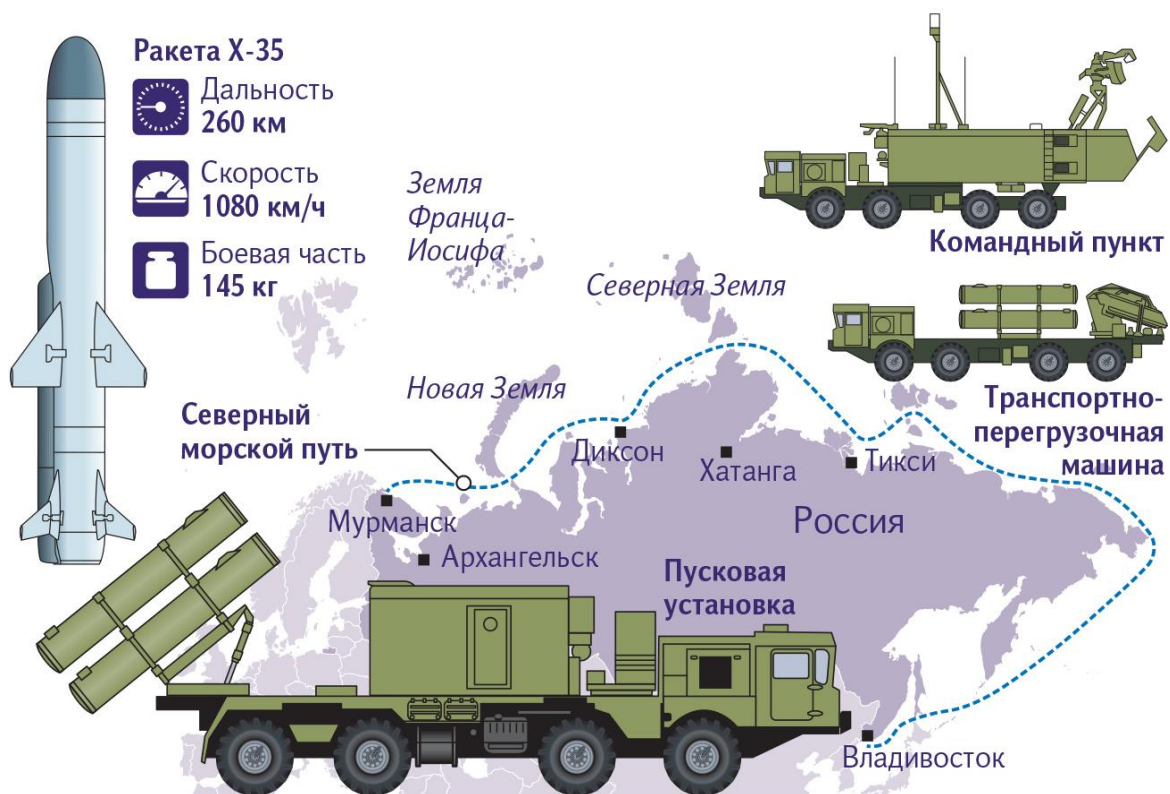 Ракета Х-35
Дальность
260 км
Скорость
1080 км/ч
Боевая часть
145 кг
Земля
Франца-
Иосифа
Северная Земля
Новая Земля
Командный пункт
Транспортно-
перегрузочная
машина
Северный
морской путь
Диксон
Хатанга
Тикси
Мурманск
Архангельск
Россия
Пусковая
установка
Владивосток